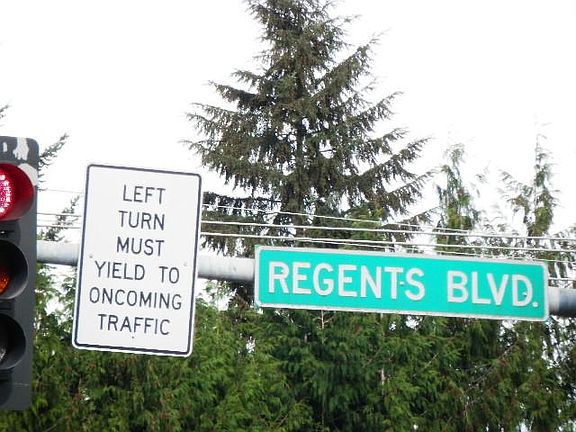 LEFT
TURN
MUST
YIELD TO
ONCOMING
TRAFFIC
REGENTS BLVD.